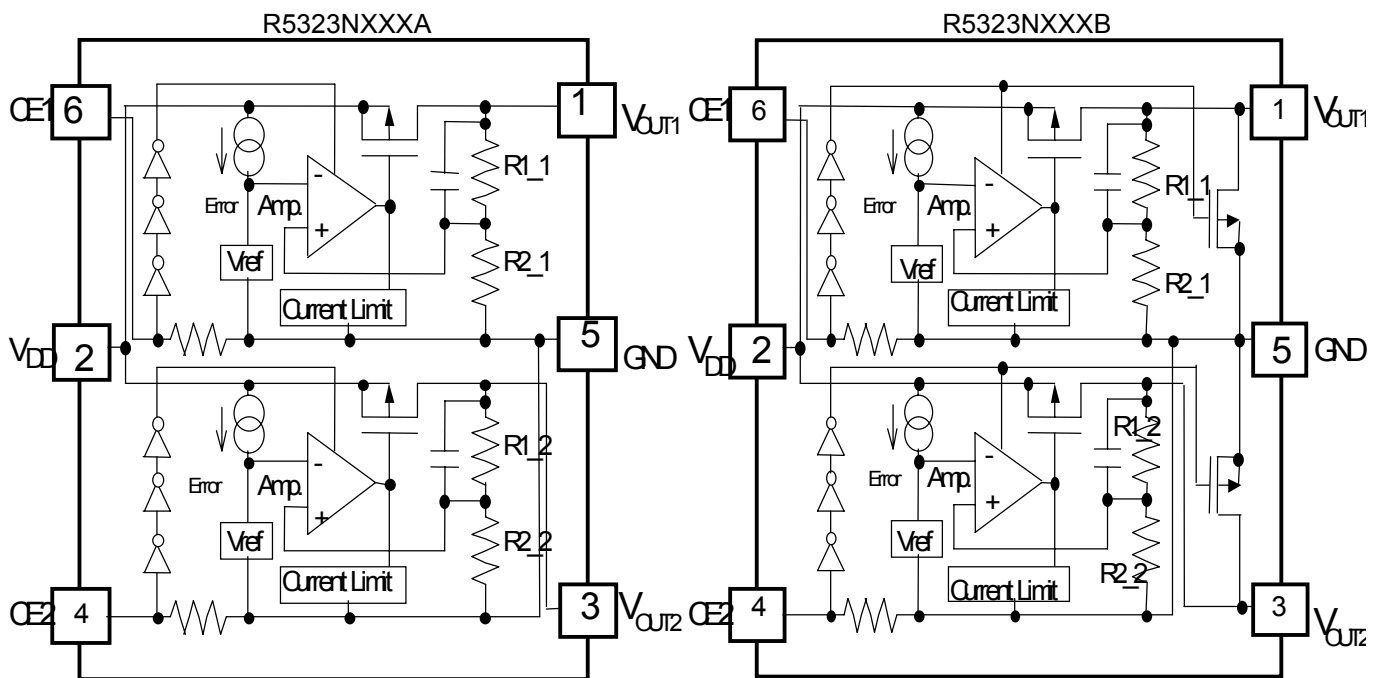 R5323NXXXA
CE1
6
1
VOUT1
Error
Amp.
-
+
R1_1
R2_1
Vref
Current Limit
VDD
2
5
GND
Error
Amp.
-
+
R1_2
R2_2
Vref
Current Limit
CE2
4
3
VOUT2
R5323NXXXB
CE1
6
1
VOUT1
Error
Amp.
-
+
R1_1
R2_1
Vref
Current Limit
VDD
2
5
GND
Error
Amp.
-
+
R1_2
R2_2
Vref
Current Limit
CE2
4
3
VOUT2